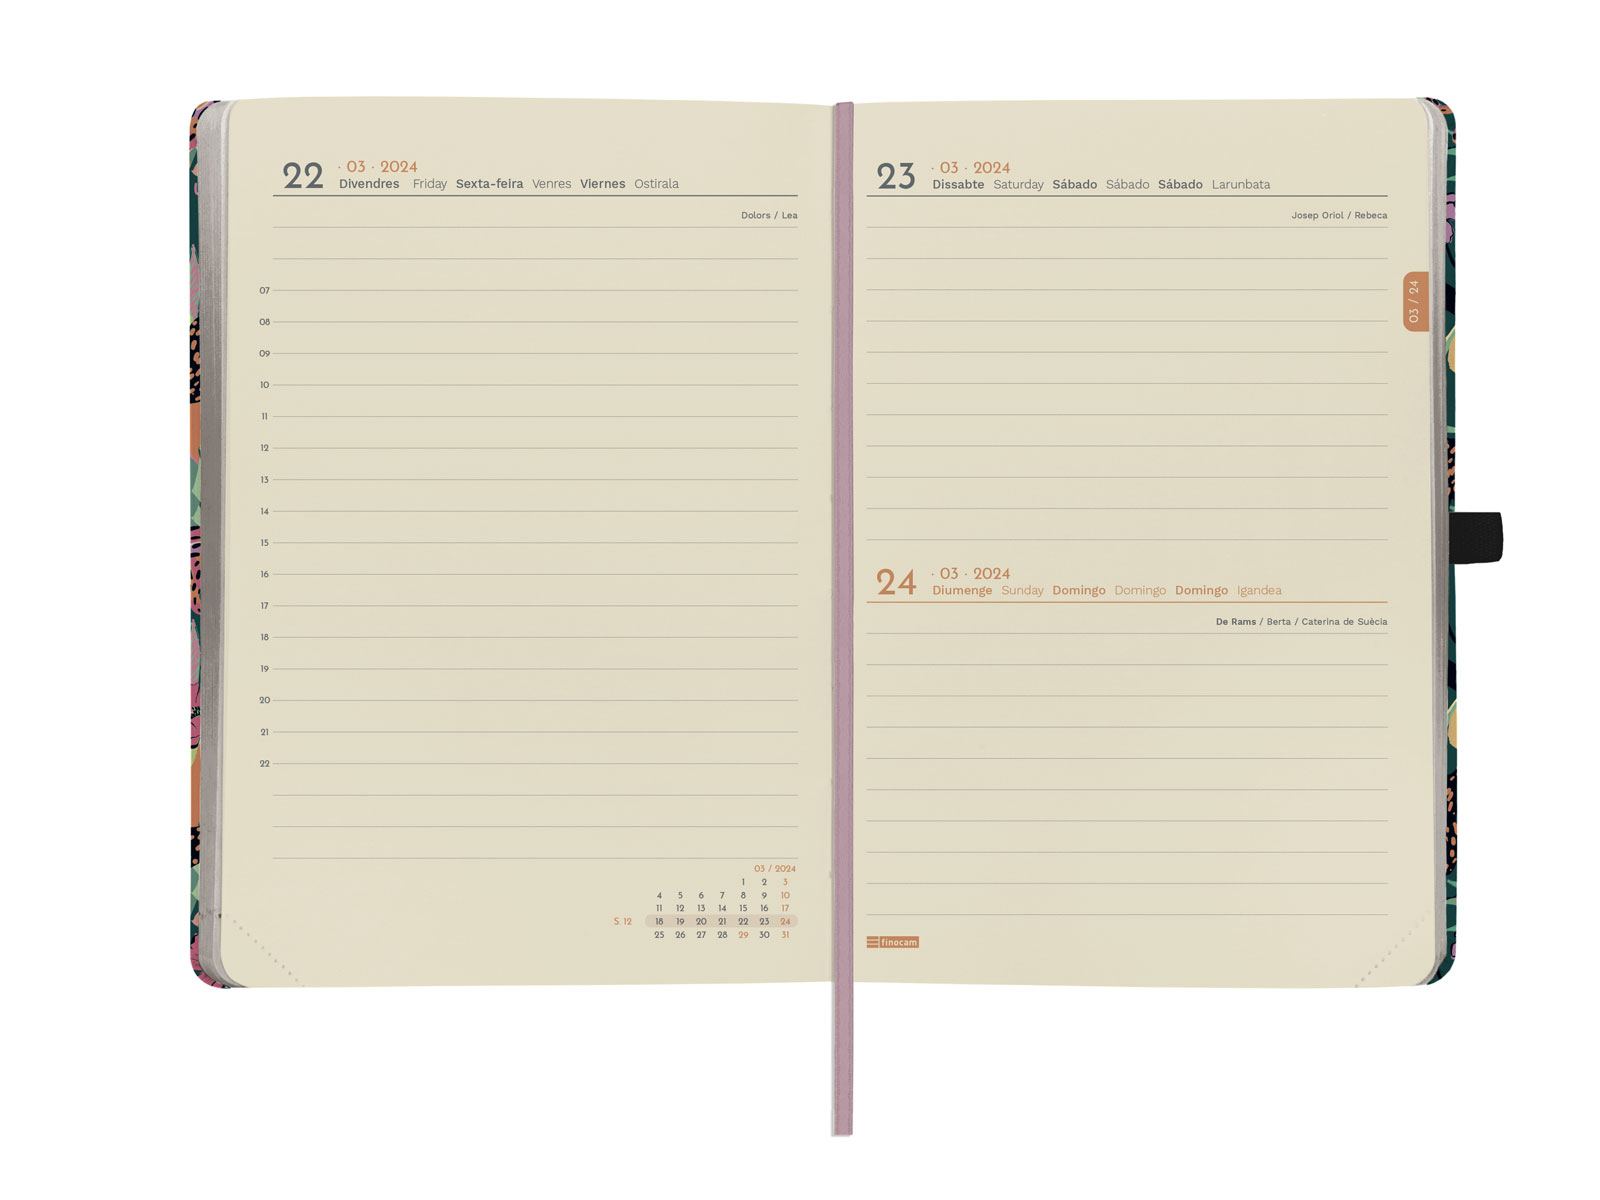 22 · 03 · 2024
Divendres Friday Sexta-feira Venres Viernes Ostirala
Dolors / Lea
07
08
09
10
11
12
13
14
15
16
17
18
19
20
21
22
03 / 2024
1 2 3
4 5 6 7 8 9 10
11 12 13 14 15 16 17
S. 12 18 19 20 21 22 23 24
25 26 27 28 29 30 31
23 · 03 · 2024
Dissabte Saturday Sábado Sábado Sábado Larunbata
Josep Oriol / Rebeca
03 / 24
24 · 03 · 2024
Diumenge Sunday Domingo Domingo Domingo Igandea
De Rams / Berta / Caterina de Suècia
finocam